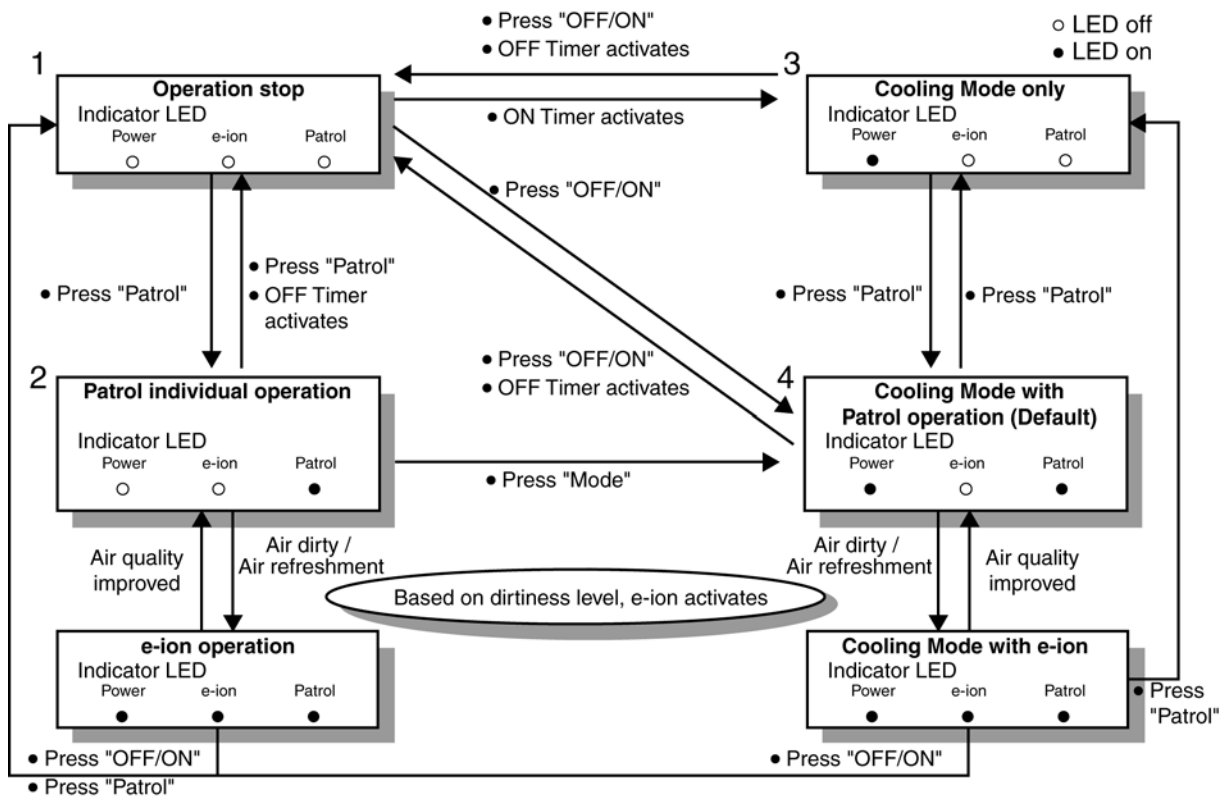 ● Press "OFF/ON"
● OFF Timer activates
○ LED off
● LED on
1
Operation stop
Indicator LED
Power e-ion Patrol
● ON Timer activates
3
Cooling Mode only
Indicator LED
Power e-ion Patrol
● Press "OFF/ON"
● Press "Patrol"
● Press "Patrol"
● OFF Timer
activates
● Press "Patrol"
● Press "Patrol"
● Press "OFF/ON"
● OFF Timer activates
2
Patrol individual operation
Indicator LED
Power e-ion Patrol
● Press "Mode"
4
Cooling Mode with
Patrol operation (Default)
Indicator LED
Power e-ion Patrol
Air quality
improved
Air dirty /
Air refreshment
Based on dirtiness level, e-ion activates
Air dirty /
Air refreshment
Air quality
improved
e-ion operation
Indicator LED
Power e-ion Patrol
Cooling Mode with e-ion
Indicator LED
Power e-ion Patrol
● Press
"Patrol"
● Press "OFF/ON"
● Press "Patrol"
● Press "OFF/ON"